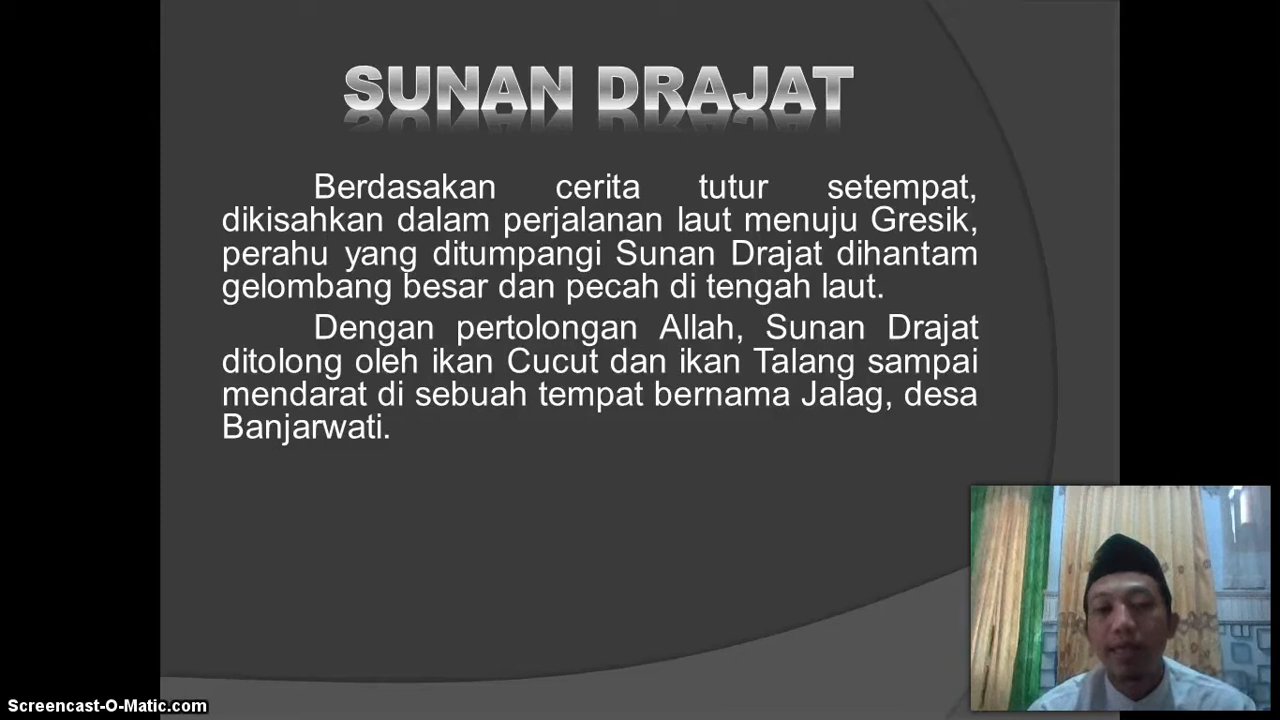 SUNAN DRAJAT
Berdasakan cerita tutur setempat,
dikisahkan dalam perjalanan laut menuju Gresik,
perahu yang ditumpangi Sunan Drajat dihantam
gelombang besar dan pecah di tengah laut.
Dengan pertolongan Allah, Sunan Drajat
ditolong oleh ikan Cucut dan ikan Talang sampai
mendarat di sebuah tempat bernama Jalag, desa
Banjarwati.
Screencast-O-Matic.com